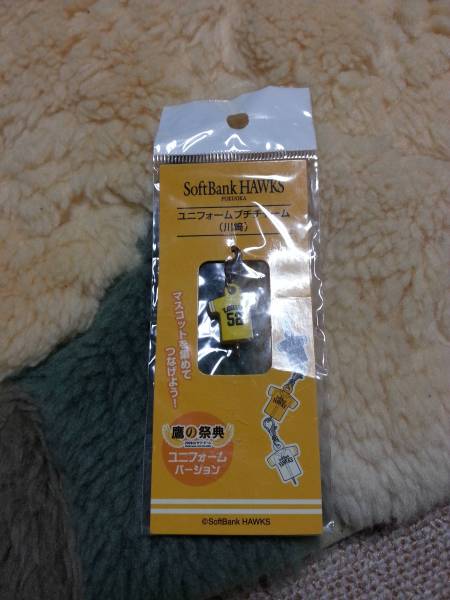 SoftBank HAWKS
FUKUOKA
ユニフォームプチチャーム
(川﨑)
52
マスコットを集めて
つなげよう!
鷹の祭典
ユニフォーム
バージョン
©SoftBank HAWKS